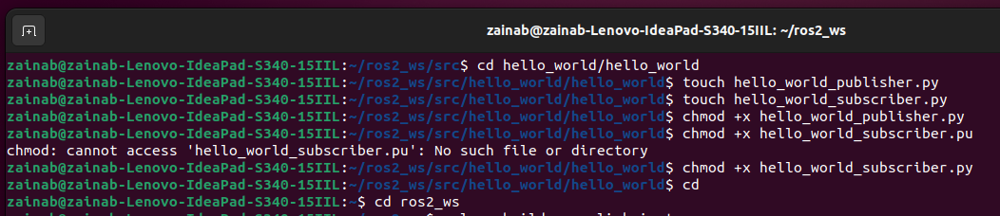 zainab@zainab-Lenovo-IdeaPad-S340-15IIL: ~/ros2_ws
zainab@zainab-Lenovo-IdeaPad-S340-15IIL:~/ros2_ws/src$ cd hello_world/hello_world
zainab@zainab-Lenovo-IdeaPad-S340-15IIL:~/ros2_ws/src/hello_world/hello_world$ touch hello_world_publisher.py
zainab@zainab-Lenovo-IdeaPad-S340-15IIL:~/ros2_ws/src/hello_world/hello_world$ touch hello_world_subscriber.py
zainab@zainab-Lenovo-IdeaPad-S340-15IIL:~/ros2_ws/src/hello_world/hello_world$ chmod +x hello_world_publisher.py
zainab@zainab-Lenovo-IdeaPad-S340-15IIL:~/ros2_ws/src/hello_world/hello_world$ chmod +x hello_world_subscriber.pu
chmod: cannot access 'hello_world_subscriber.pu': No such file or directory
zainab@zainab-Lenovo-IdeaPad-S340-15IIL:~/ros2_ws/src/hello_world/hello_world$ chmod +x hello_world_subscriber.py
zainab@zainab-Lenovo-IdeaPad-S340-15IIL:~/ros2_ws/src/hello_world/hello_world$ cd
zainab@zainab-Lenovo-IdeaPad-S340-15IIL:~$ cd ros2_ws